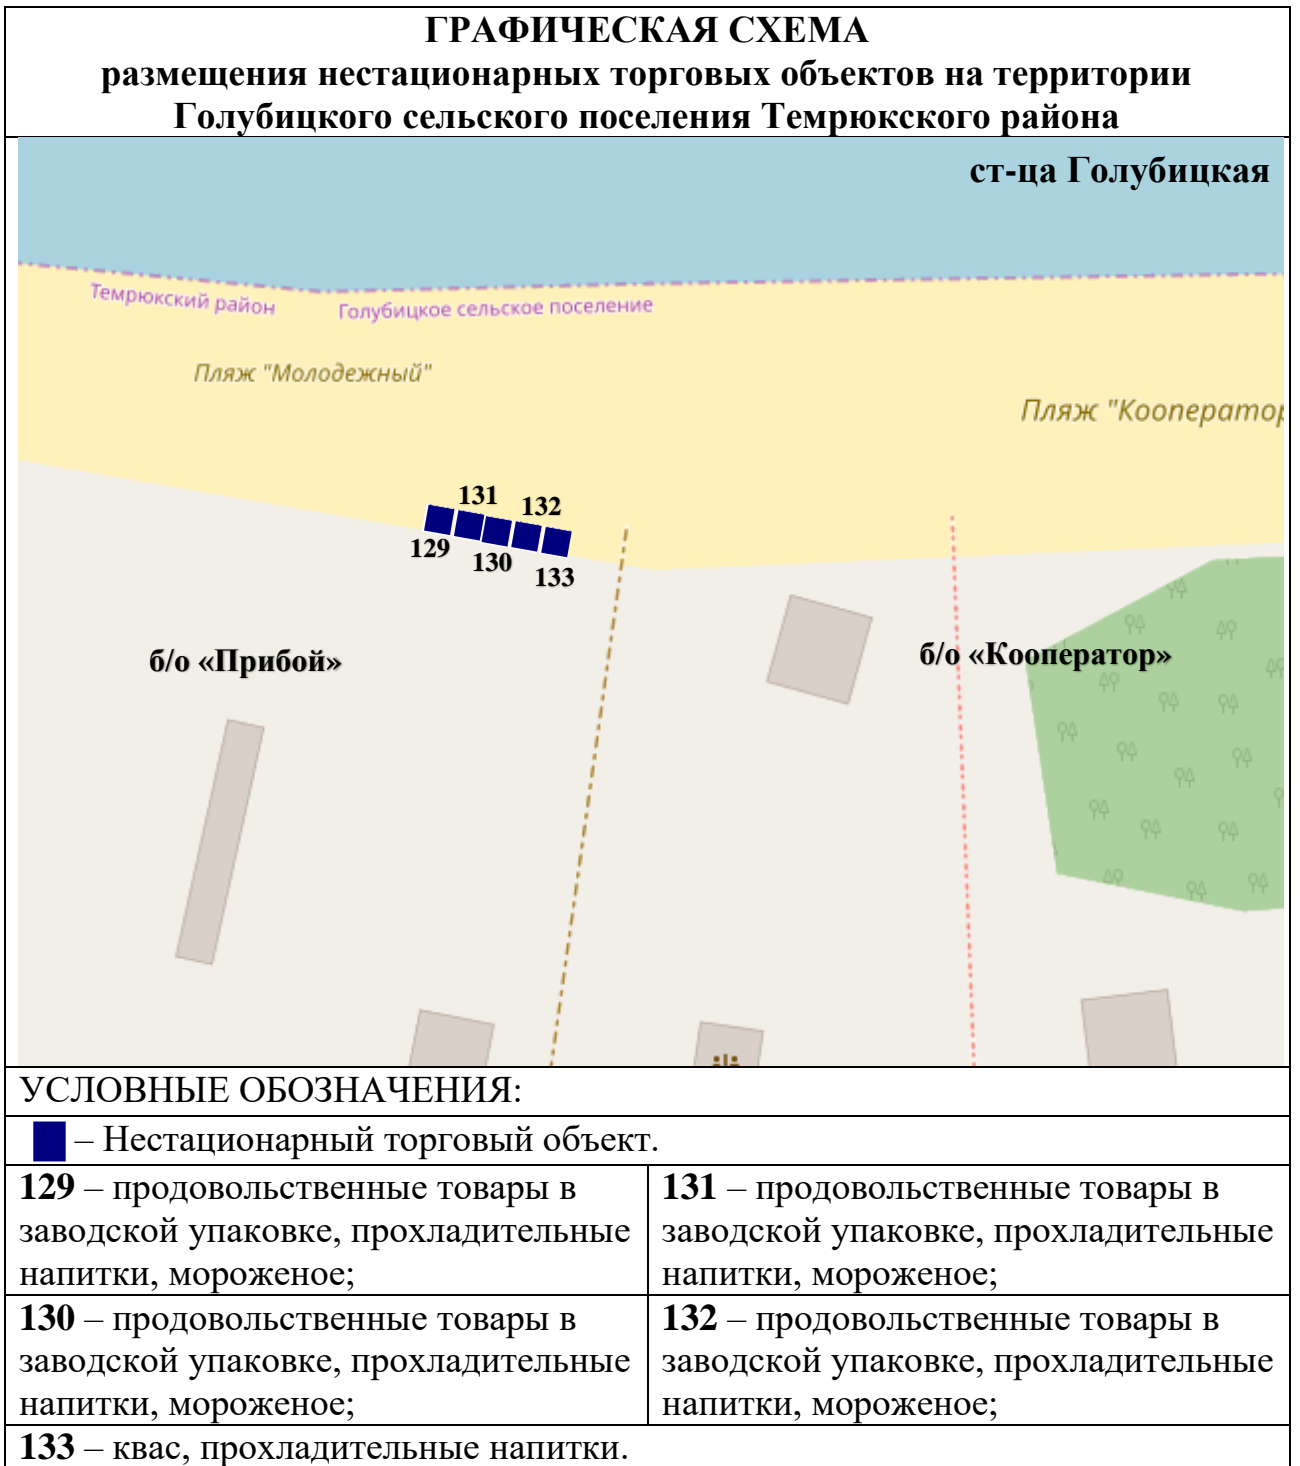 ГРАФИЧЕСКАЯ СХЕМА
размещения нестационарных торговых объектов на территории
Голубицкого сельского поселения Темрюкского района
ст-ца Голубицкая
Темрюкский район
Голубицкое сельское поселение
Пляж "Молодежный"
Пляж "Кооператор
131
132
129
130
133
б/о «Прибой»
б/о «Кооператор»
УСЛОВНЫЕ ОБОЗНАЧЕНИЯ:
– Нестационарный торговый объект.
129 – продовольственные товары в
заводской упаковке, прохладительные
напитки, мороженое;
131 – продовольственные товары в
заводской упаковке, прохладительные
напитки, мороженое;
130 – продовольственные товары в
заводской упаковке, прохладительные
напитки, мороженое;
132 – продовольственные товары в
заводской упаковке, прохладительные
напитки, мороженое;
133 – квас, прохладительные напитки.